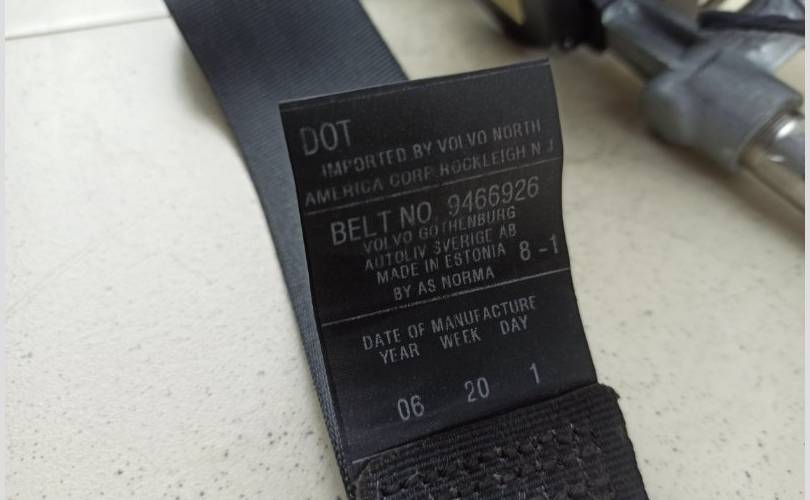 DOT
IMPORTED BY VOLVO NORTH
AMERICA CORP ROCKLEIGH N J
BELT NO. 9466926
VOLVO GOTHENBURG
AUTOLIV SVERIGE AB
MADE IN ESTONIA 8-1
BY AS NORMA
DATE OF MANUFACTURE
YEAR WEEK DAY
06 20 1